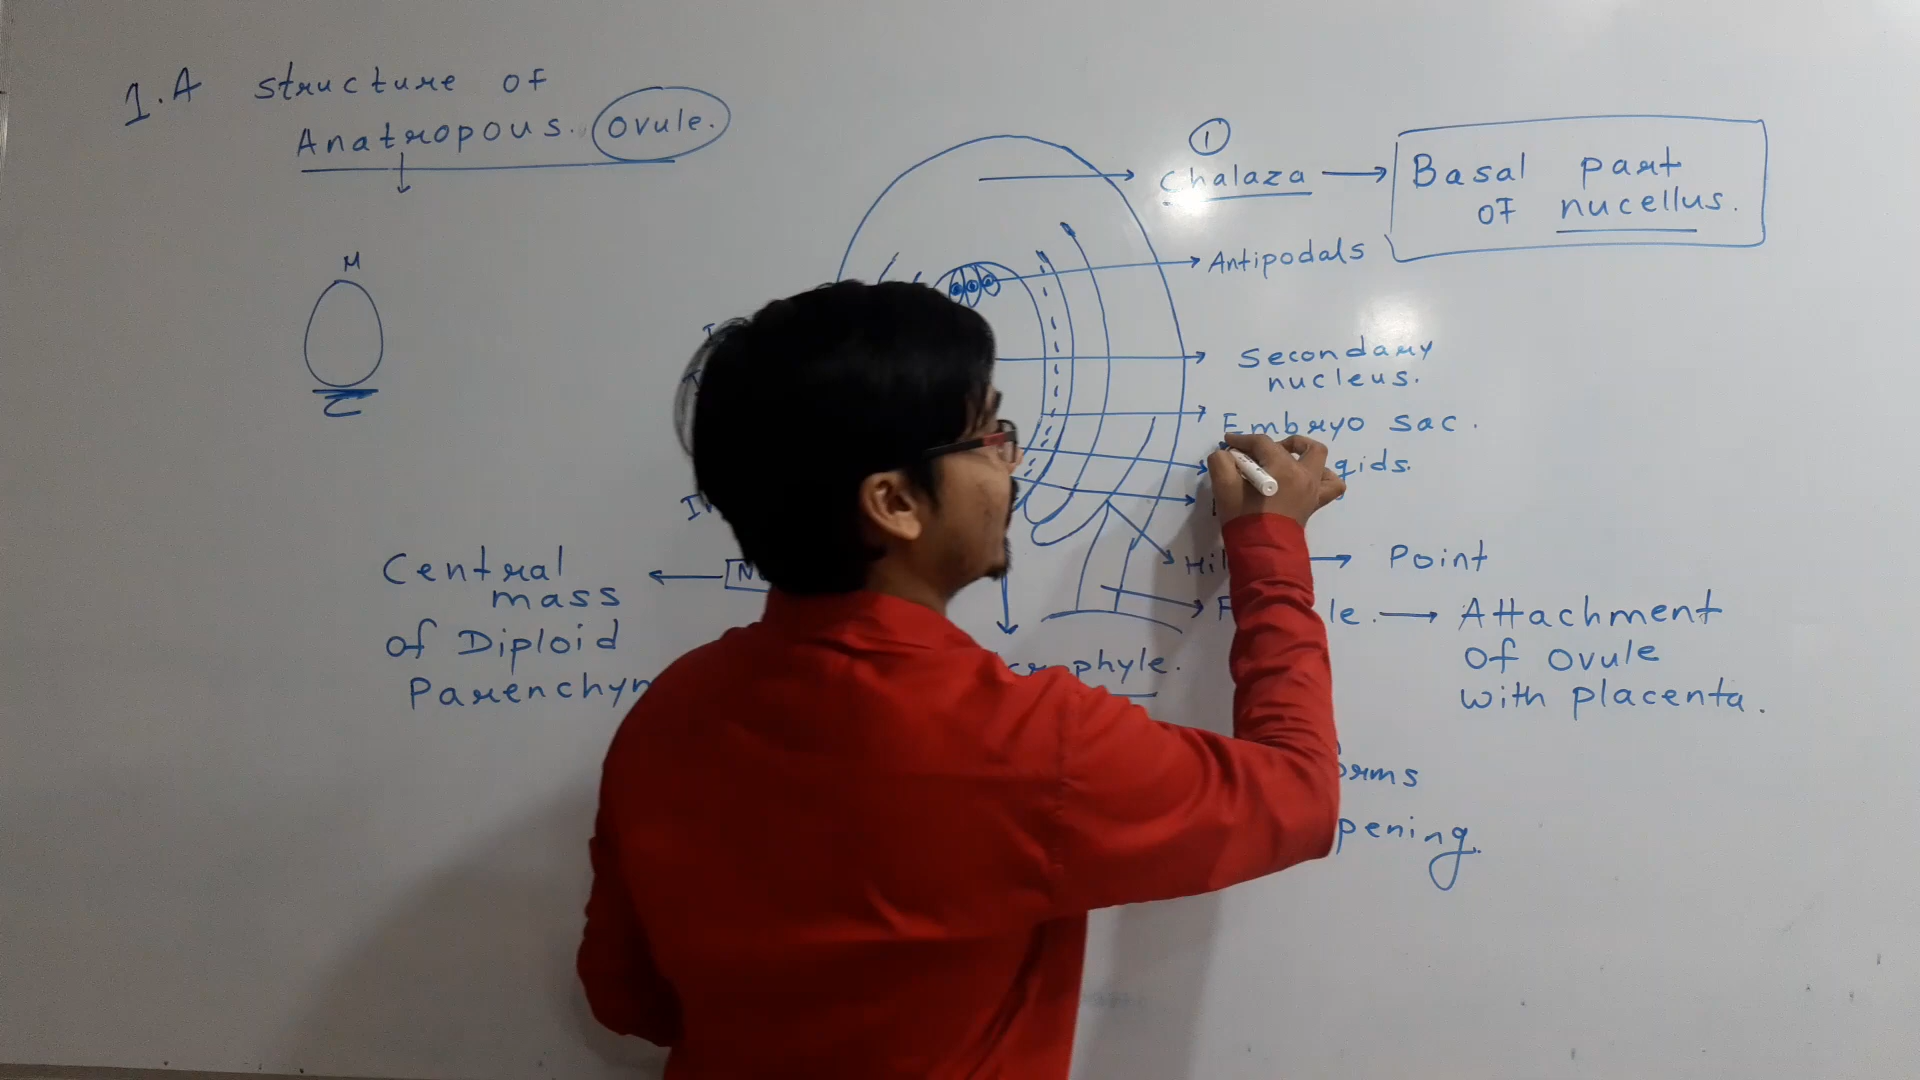 1.A structure of
Anatropous. Ovule.
M
C
1
Chalaza → Basal part
of nucellus.
Antipodals
Secondary
nucleus.
Embryo sac.
gids.
Hil → Point
le. → Attachment
of ovule
with placenta.
phyle.
Central
mass
of Diploid
Parenchym
orms
pening.